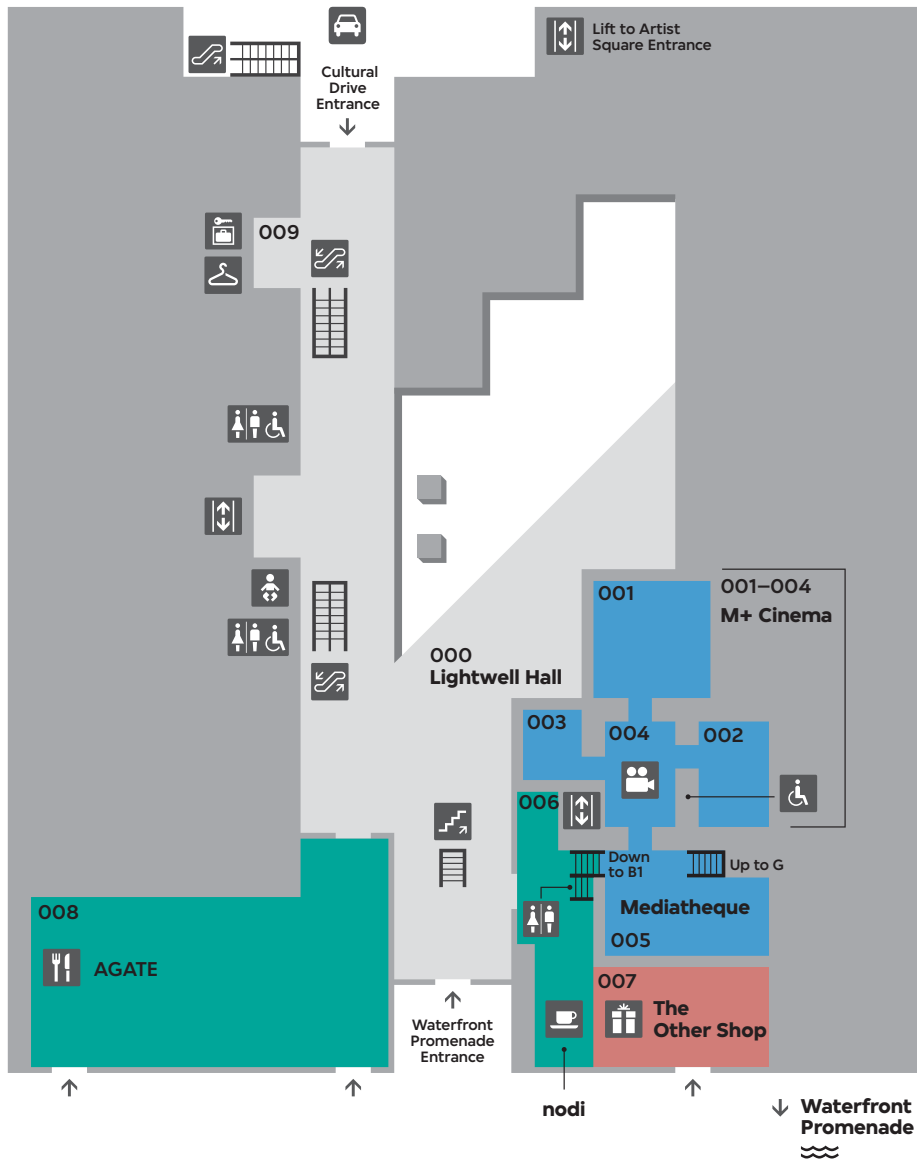 Lift to Artist
Square Entrance
Cultural
Drive
Entrance
009
001
001–004
M+ Cinema
000
Lightwell Hall
003
004
002
006
Down
to B1
Up to G
Mediatheque
005
008
AGATE
007
The
Other Shop
Waterfront
Promenade
Entrance
nodi
Waterfront
Promenade